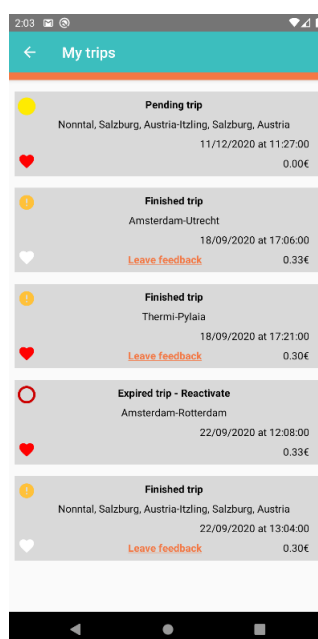 2:03
My trips
Pending trip
Nonntal, Salzburg, Austria-Itzling, Salzburg, Austria
11/12/2020 at 11:27:00
0.00€
Finished trip
Amsterdam-Utrecht
18/09/2020 at 17:06:00
Leave feedback 0.33€
Finished trip
Thermi-Pylaia
18/09/2020 at 17:21:00
Leave feedback 0.30€
Expired trip - Reactivate
Amsterdam-Rotterdam
22/09/2020 at 12:08:00
0.33€
Finished trip
Nonntal, Salzburg, Austria-Itzling, Salzburg, Austria
22/09/2020 at 13:04:00
Leave feedback 0.30€